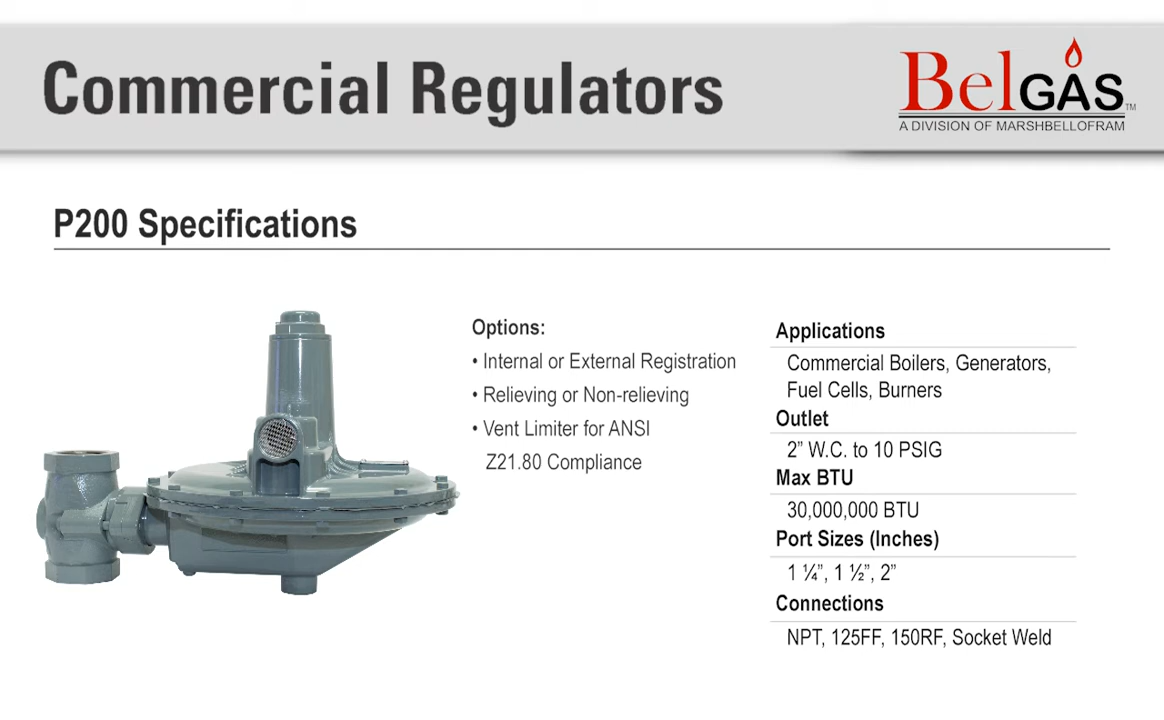 Commercial Regulators
BelGAS™
A DIVISION OF MARSHBELLOFRAM
P200 Specifications
Options:
• Internal or External Registration
• Relieving or Non-relieving
• Vent Limiter for ANSI
Z21.80 Compliance
Applications
Commercial Boilers, Generators,
Fuel Cells, Burners
Outlet
2” W.C. to 10 PSIG
Max BTU
30,000,000 BTU
Port Sizes (Inches)
1 ¼”, 1 ½”, 2”
Connections
NPT, 125FF, 150RF, Socket Weld